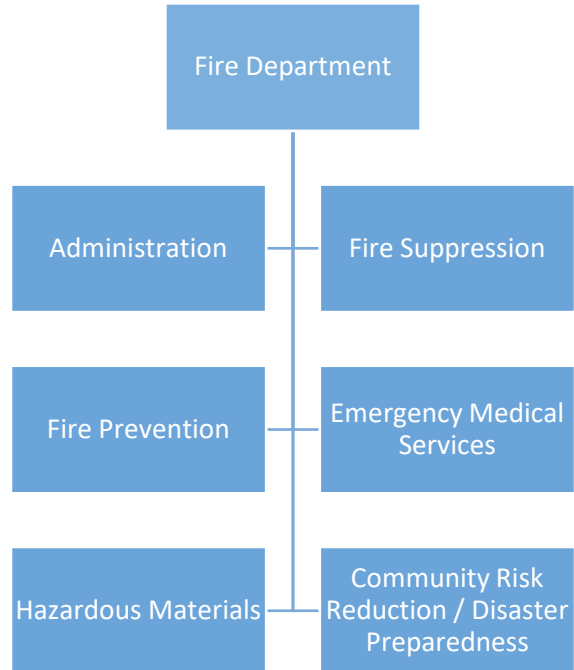 Fire Department
Administration
Fire Suppression
Fire Prevention
Emergency Medical
Services
Hazardous Materials
Community Risk
Reduction / Disaster
Preparedness